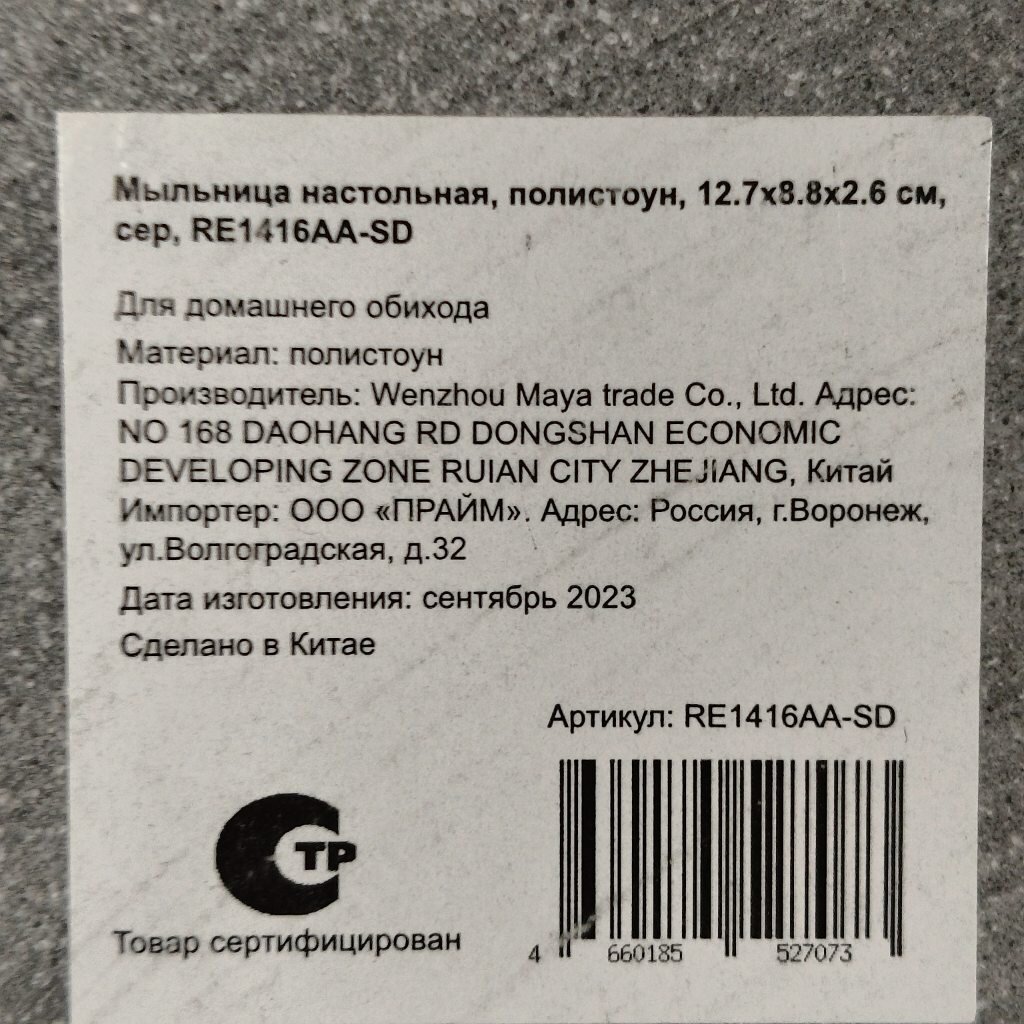 Мыльница настольная, полистоун, 12.7x8.8x2.6 см,
сер, RE1416AA-SD
Для домашнего обихода
Материал: полистоун
Производитель: Wenzhou Maya trade Co., Ltd. Адрес:
NO 168 DAOHANG RD DONGSHAN ECONOMIC
DEVELOPING ZONE RUIAN CITY ZHEJIANG, Китай
Импортер: ООО «ПРАЙМ». Адрес: Россия, г.Воронеж,
ул.Волгоградская, д.32
Дата изготовления: сентябрь 2023
Сделано в Китае
Артикул: RE1416AA-SD
СТР
Товар сертифицирован
4 660185 527073